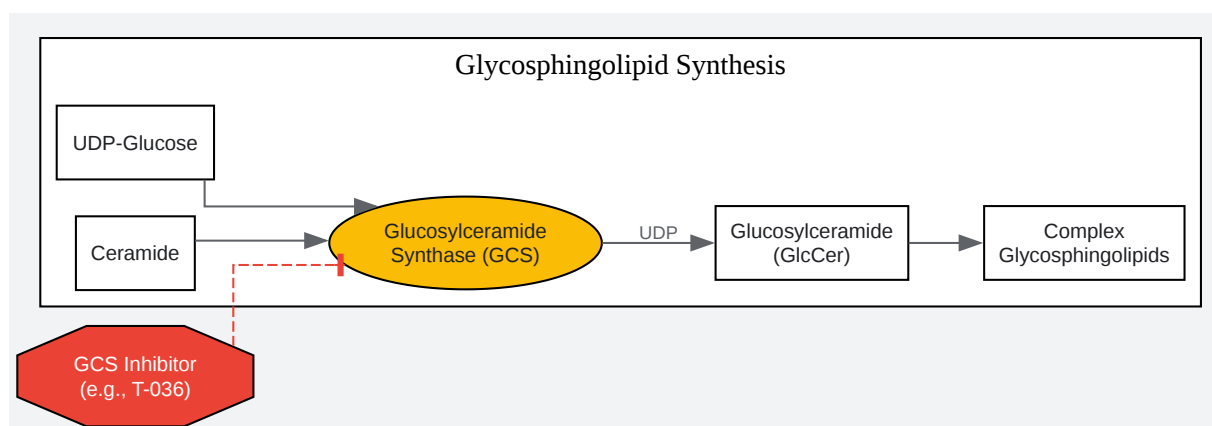 Glycosphingolipid Synthesis
UDP-Glucose
Ceramide
Glucosylceramide
Synthase (GCS)
UDP
Glucosylceramide
(GlcCer)
Complex
Glycosphingolipids
GCS Inhibitor
(e.g., T-036)